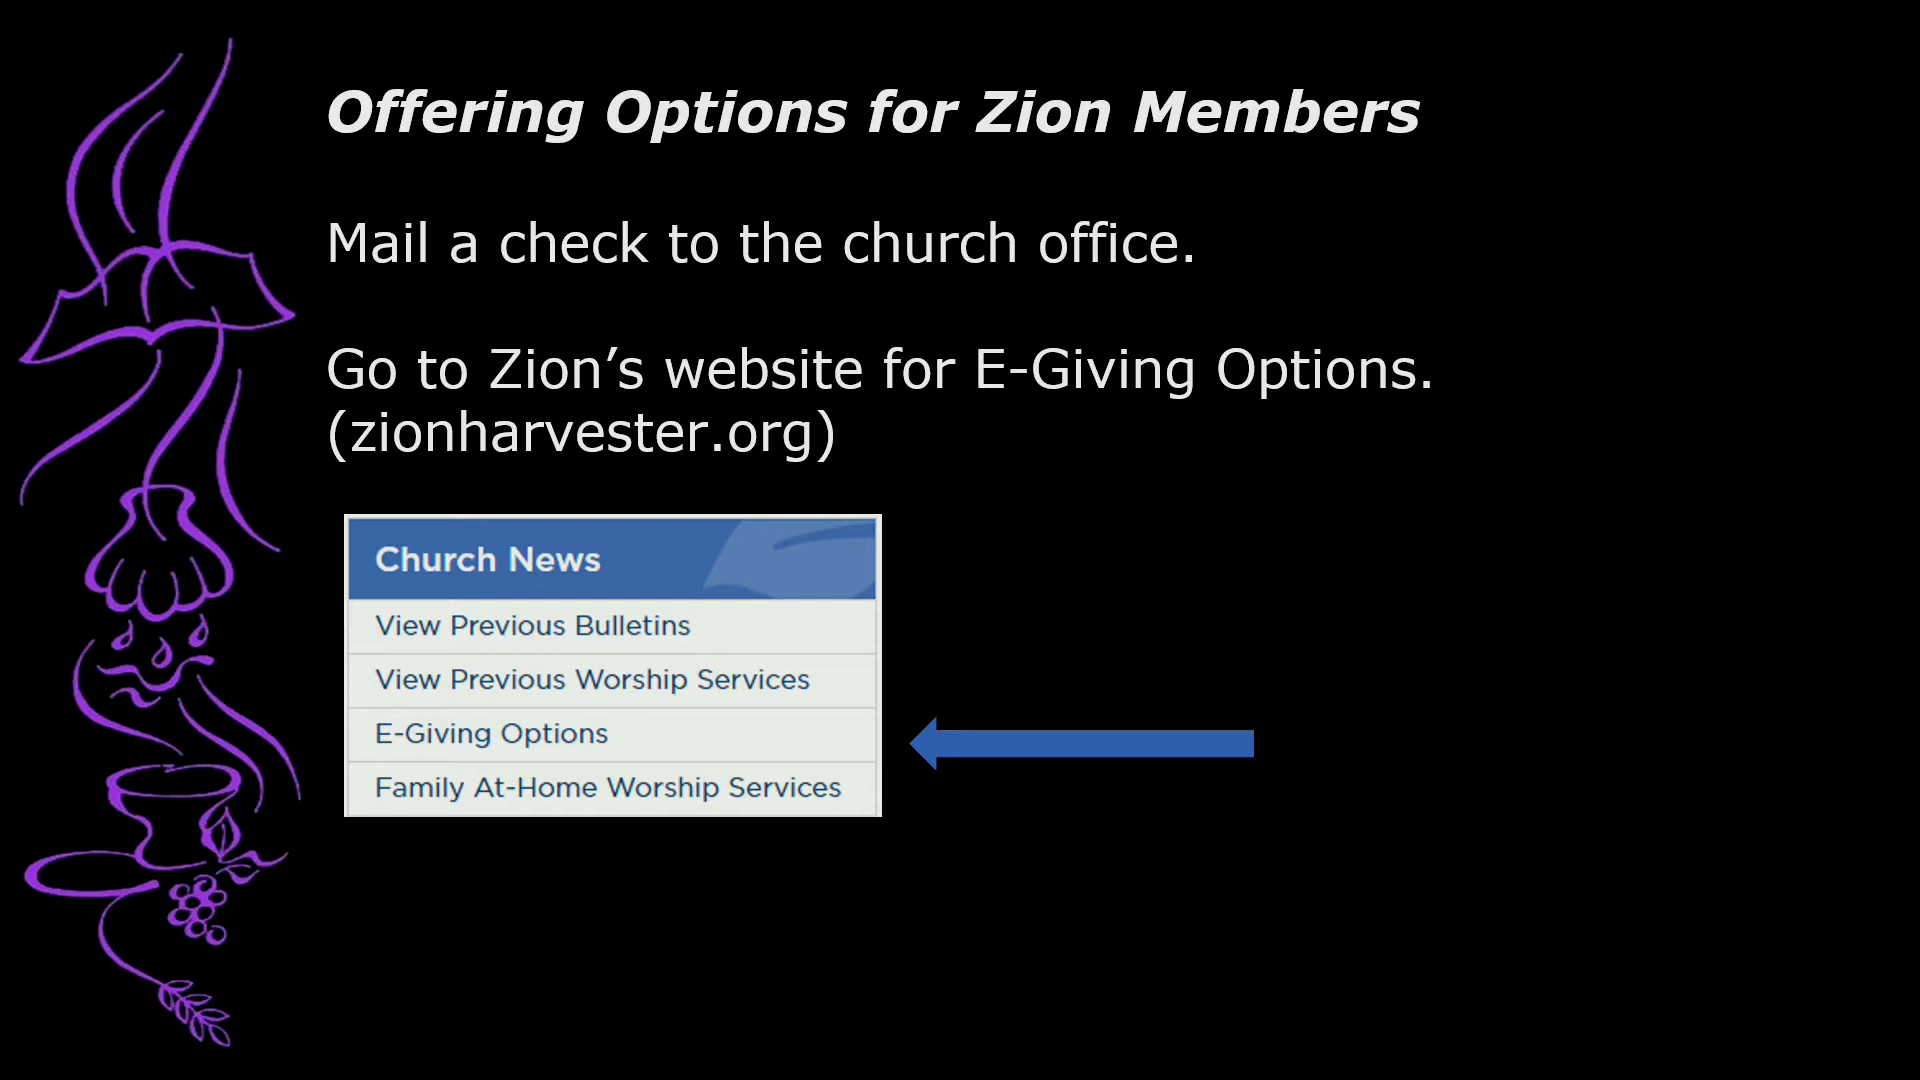 Offering Options for Zion Members
Mail a check to the church office.
Go to Zion’s website for E-Giving Options.
(zionharvester.org)
Church News
View Previous Bulletins
View Previous Worship Services
E-Giving Options
Family At-Home Worship Services